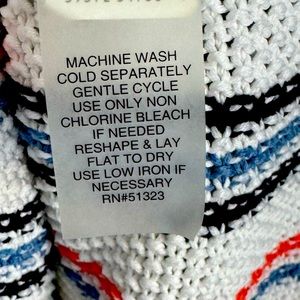 MACHINE WASH
COLD SEPARATELY
GENTLE CYCLE
USE ONLY NON
CHLORINE BLEACH
IF NEEDED
RESHAPE & LAY
FLAT TO DRY
USE LOW IRON IF
NECESSARY
RN#51323